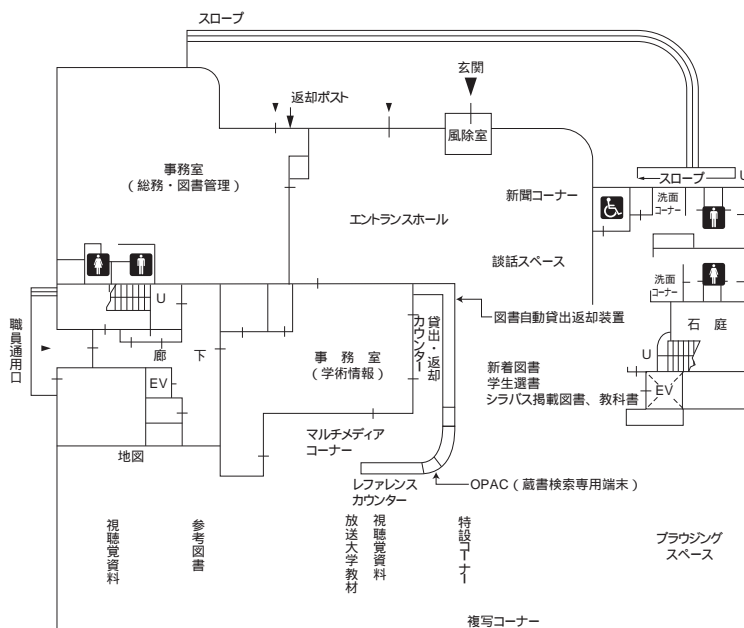 スロープ
玄関
返却ポスト
風除室
事務室
(総務・図書管理)
スロープ
U
新聞コーナー
洗面
コーナー
エントランスホール
談話スペース
洗面
コーナー
U
図書自動貸出返却装置
石庭
職員通用口
廊下
貸出・返却
カウンター
事務室
(学術情報)
U
新着図書
学生選書
シラバス掲載図書、教科書
EV
EV
マルチメディア
コーナー
地図
レファレンス
カウンター
OPAC(蔵書検索専用端末)
視聴覚資料
参考図書
視聴覚資料
放送大学教材
特設コーナー
ブラウジング
スペース
複写コーナー